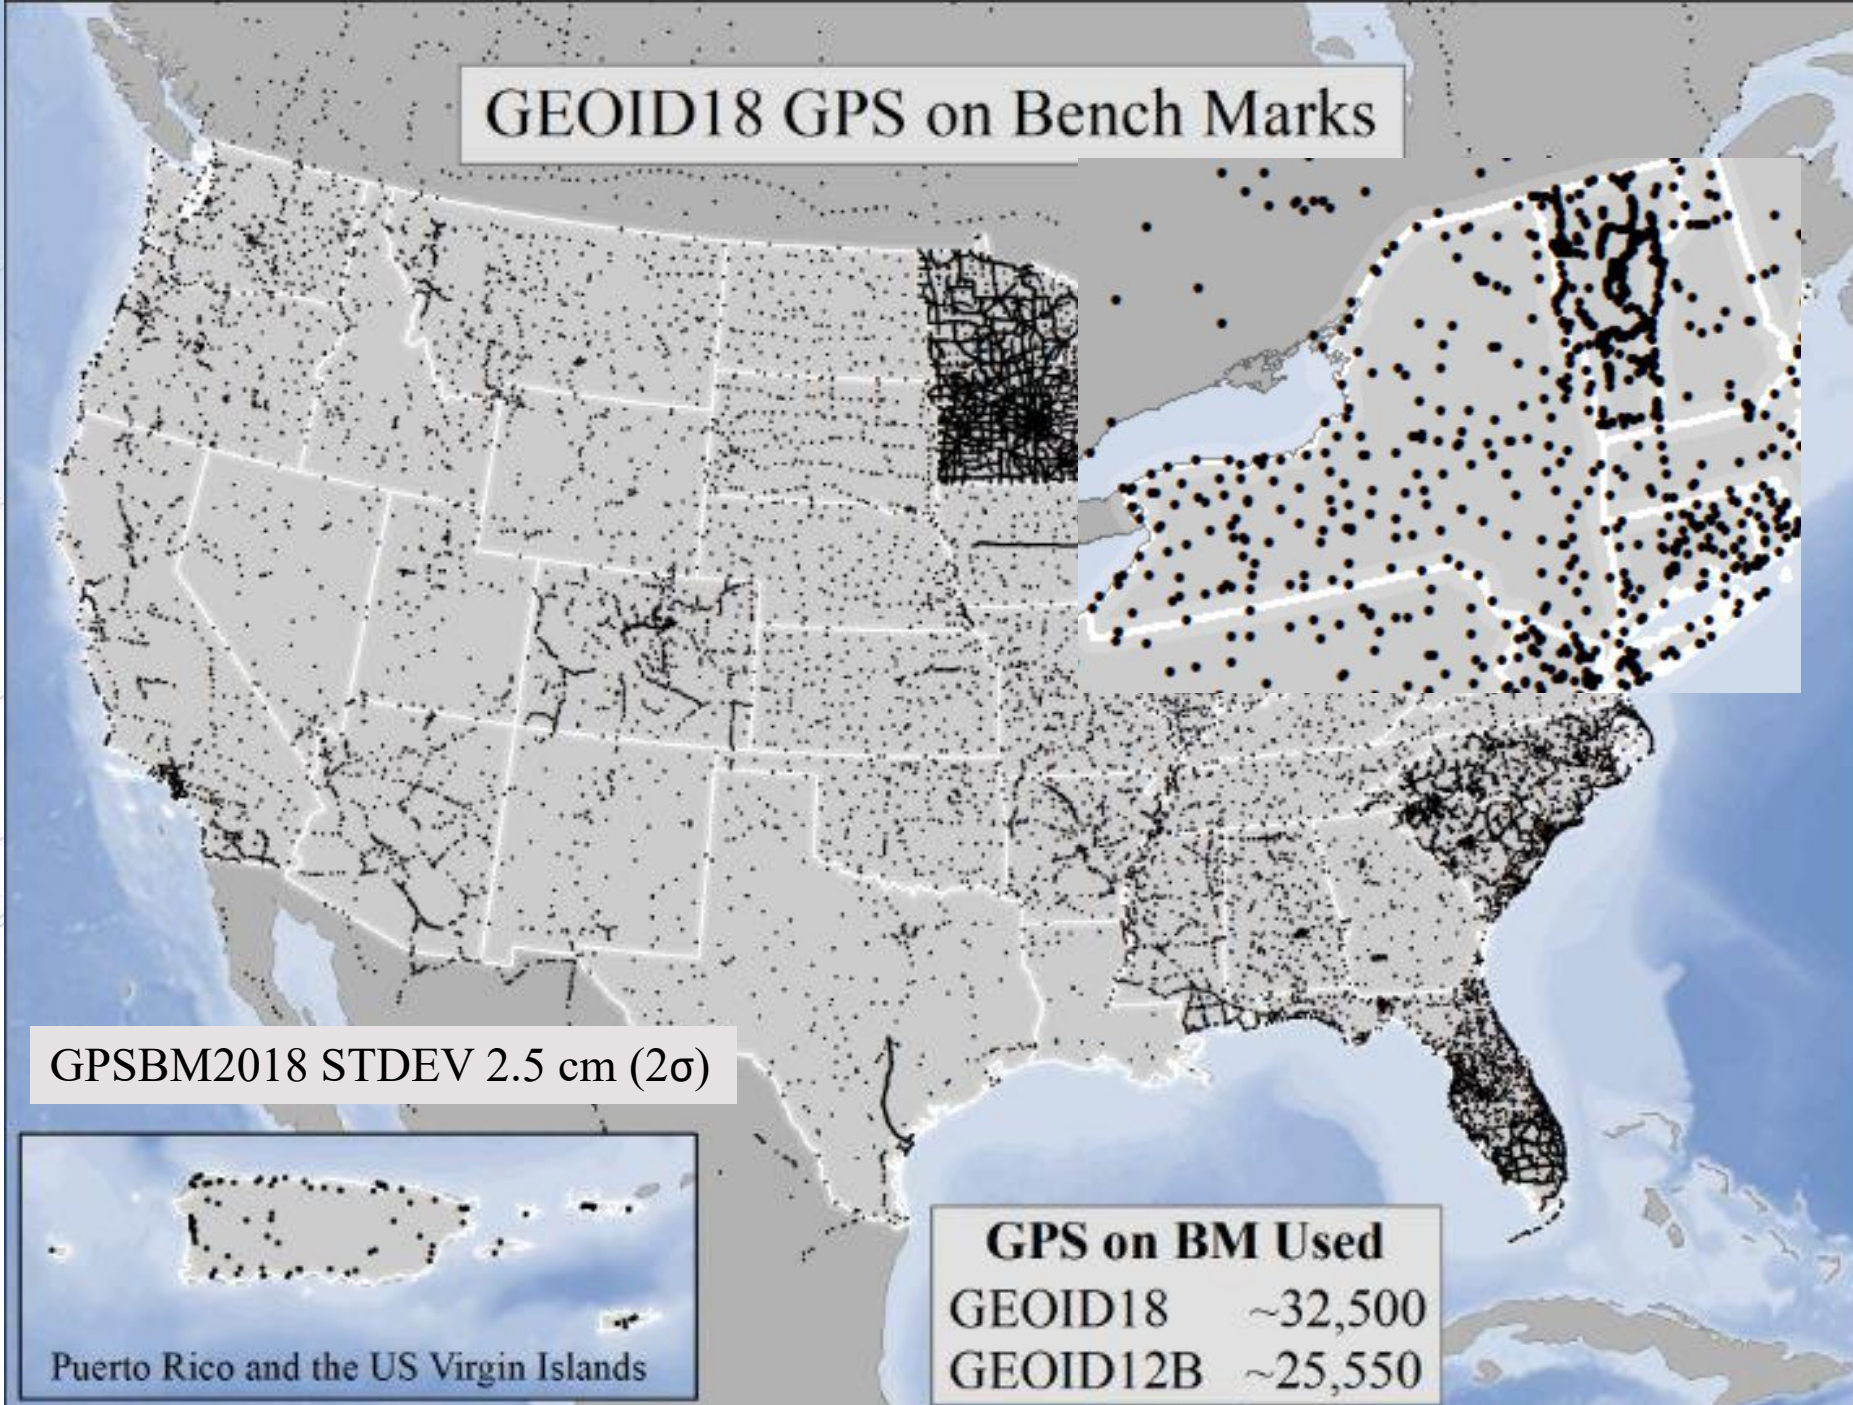 GEOID18 GPS on Bench Marks
GPSBM2018 STDEV 2.5 cm (2σ)
Puerto Rico and the US Virgin Islands
GPS on BM Used
GEOID18 ~32,500
GEOID12B ~25,550